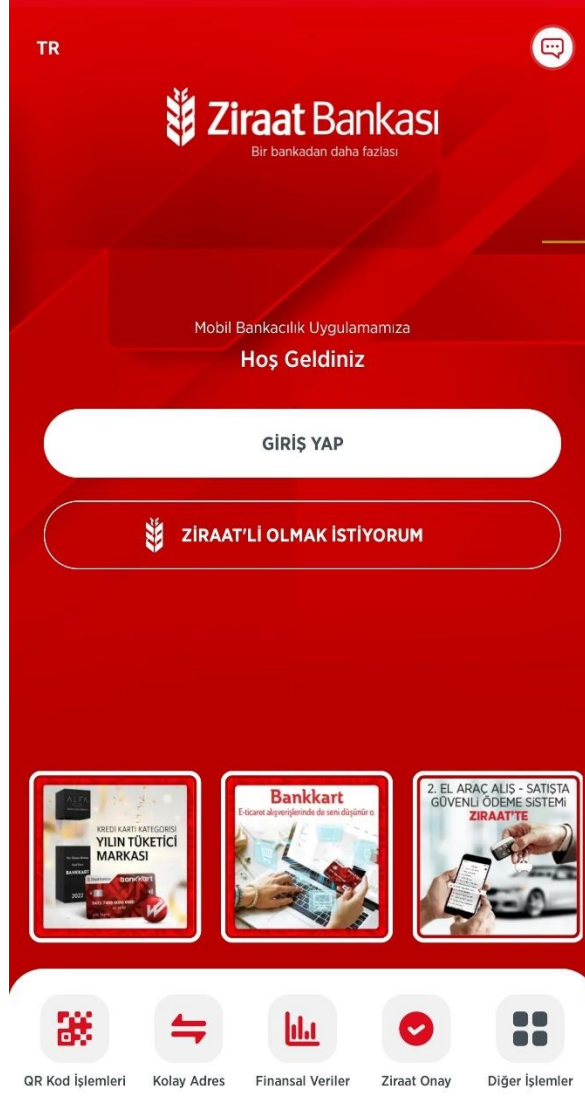 TR
Ziraat Bankası
Bir bankadan daha fazlası
Mobil Bankacılık Uygulamamıza
Hoş Geldiniz
GİRİŞ YAP
ZİRAAT'Lİ OLMAK İSTİYORUM
KREDİ KARTI KATEGORİSİ
YILIN TÜKETİCİ
MARKASI
BANKKART
2022
bankkart
Bankkart
E-ticaret alışverişlerinde de seni düşünür o.
2. EL ARAÇ ALIŞ - SATIŞTA
GÜVENLİ ÖDEME SİSTEMİ
ZİRAAT'TE
QR Kod İşlemleri
Kolay Adres
Finansal Veriler
Ziraat Onay
Diğer İşlemler